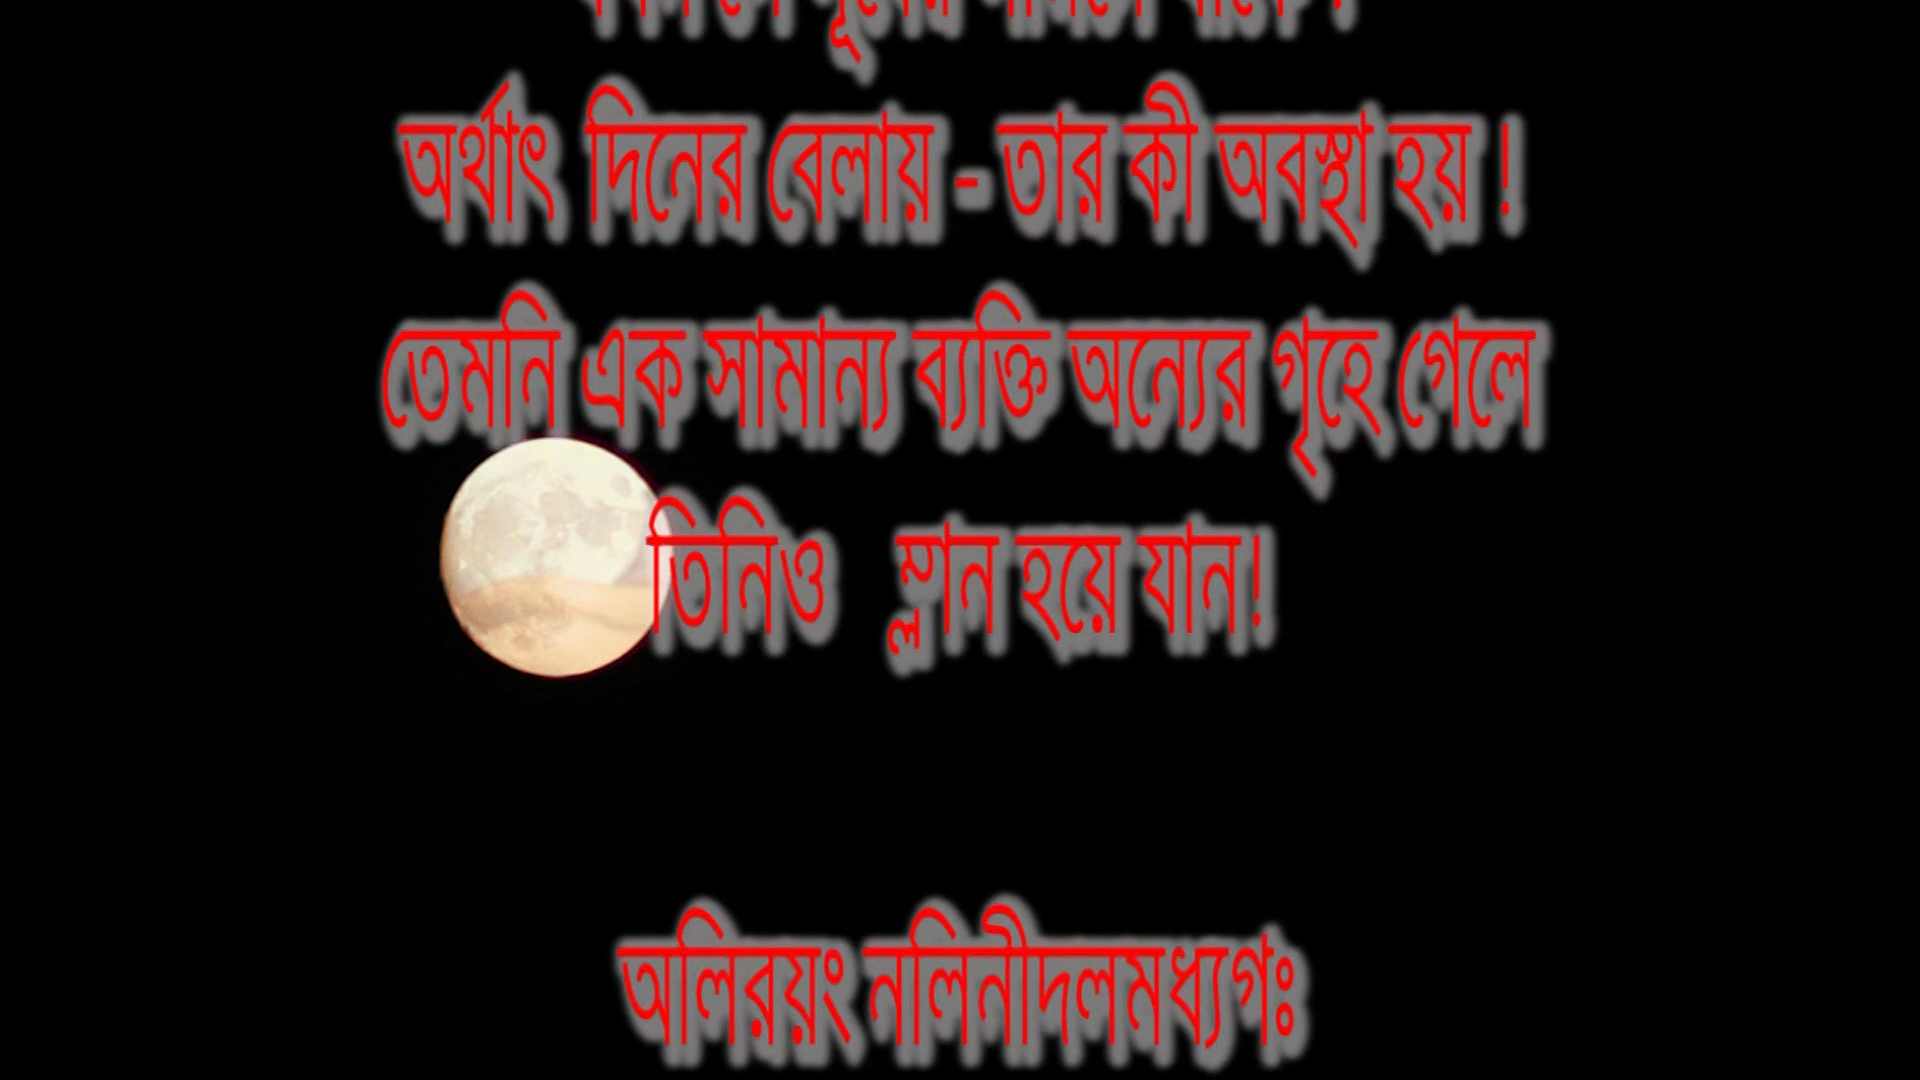 অর্থাৎ দিনের বেলায় - তার কী অবস্থা হয় !
তেমনি এক সামান্য ব্যক্তি অন্যের গৃহে গেলে
তিনিও ম্লান হয়ে যান!
অলিরয়ং নলিনীদলমধ্যগঃ